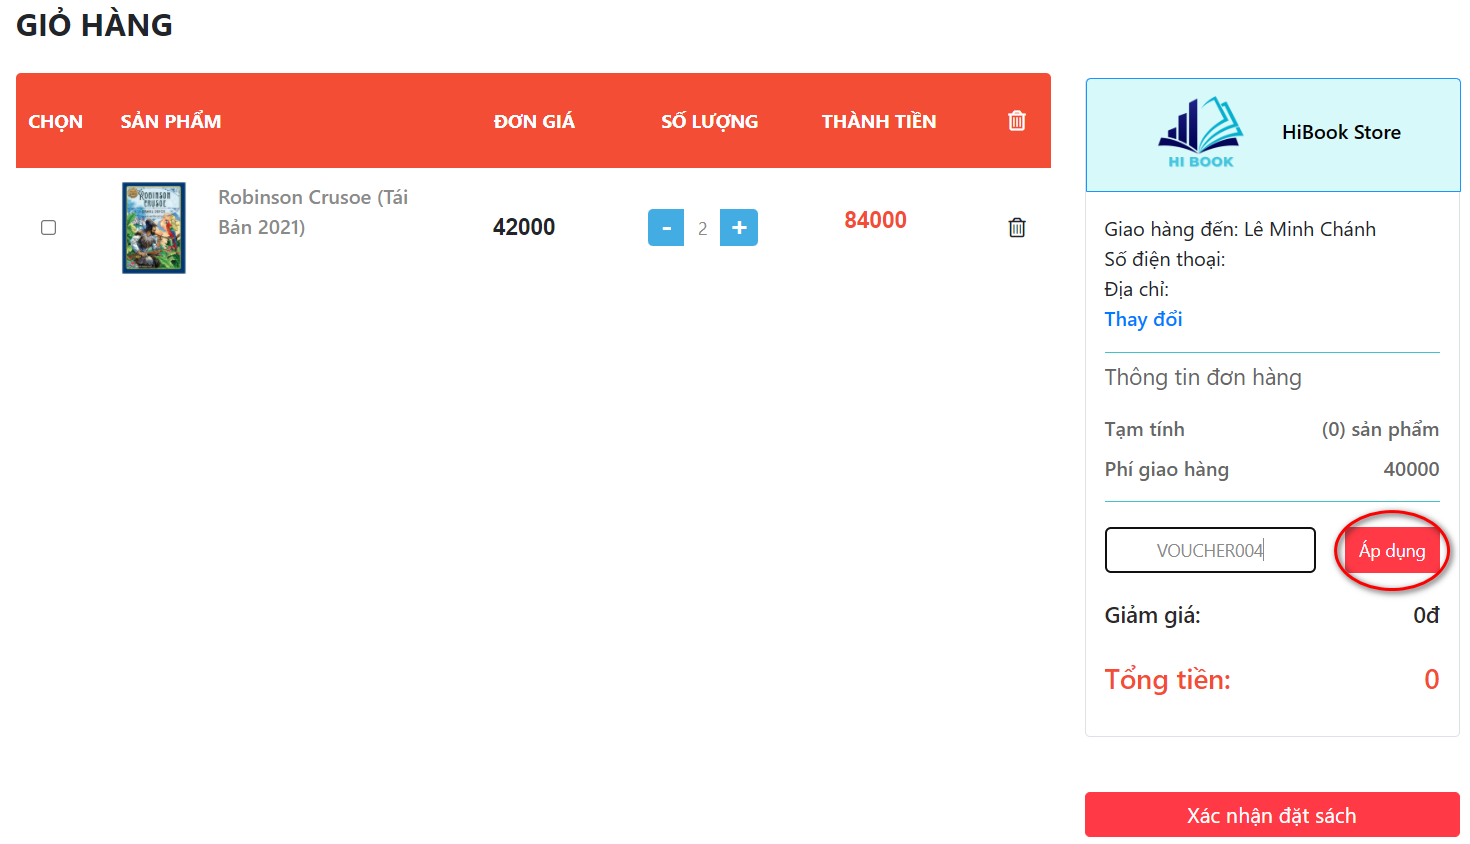 GIỎ HÀNG
CHỌN SẢN PHẨM ĐƠN GIÁ SỐ LƯỢNG THÀNH TIỀN
ROBINSON
CRUSOE
Robinson Crusoe (Tái
Bản 2021)
42000 - 2 + 84000
HI BOOK
HiBook Store
Giao hàng đến: Lê Minh Chánh
Số điện thoại:
Địa chỉ:
Thay đổi
Thông tin đơn hàng
Tạm tính (0) sản phẩm
Phí giao hàng 40000
VOUCHER004 Áp dụng
Giảm giá: 0đ
Tổng tiền: 0
Xác nhận đặt sách